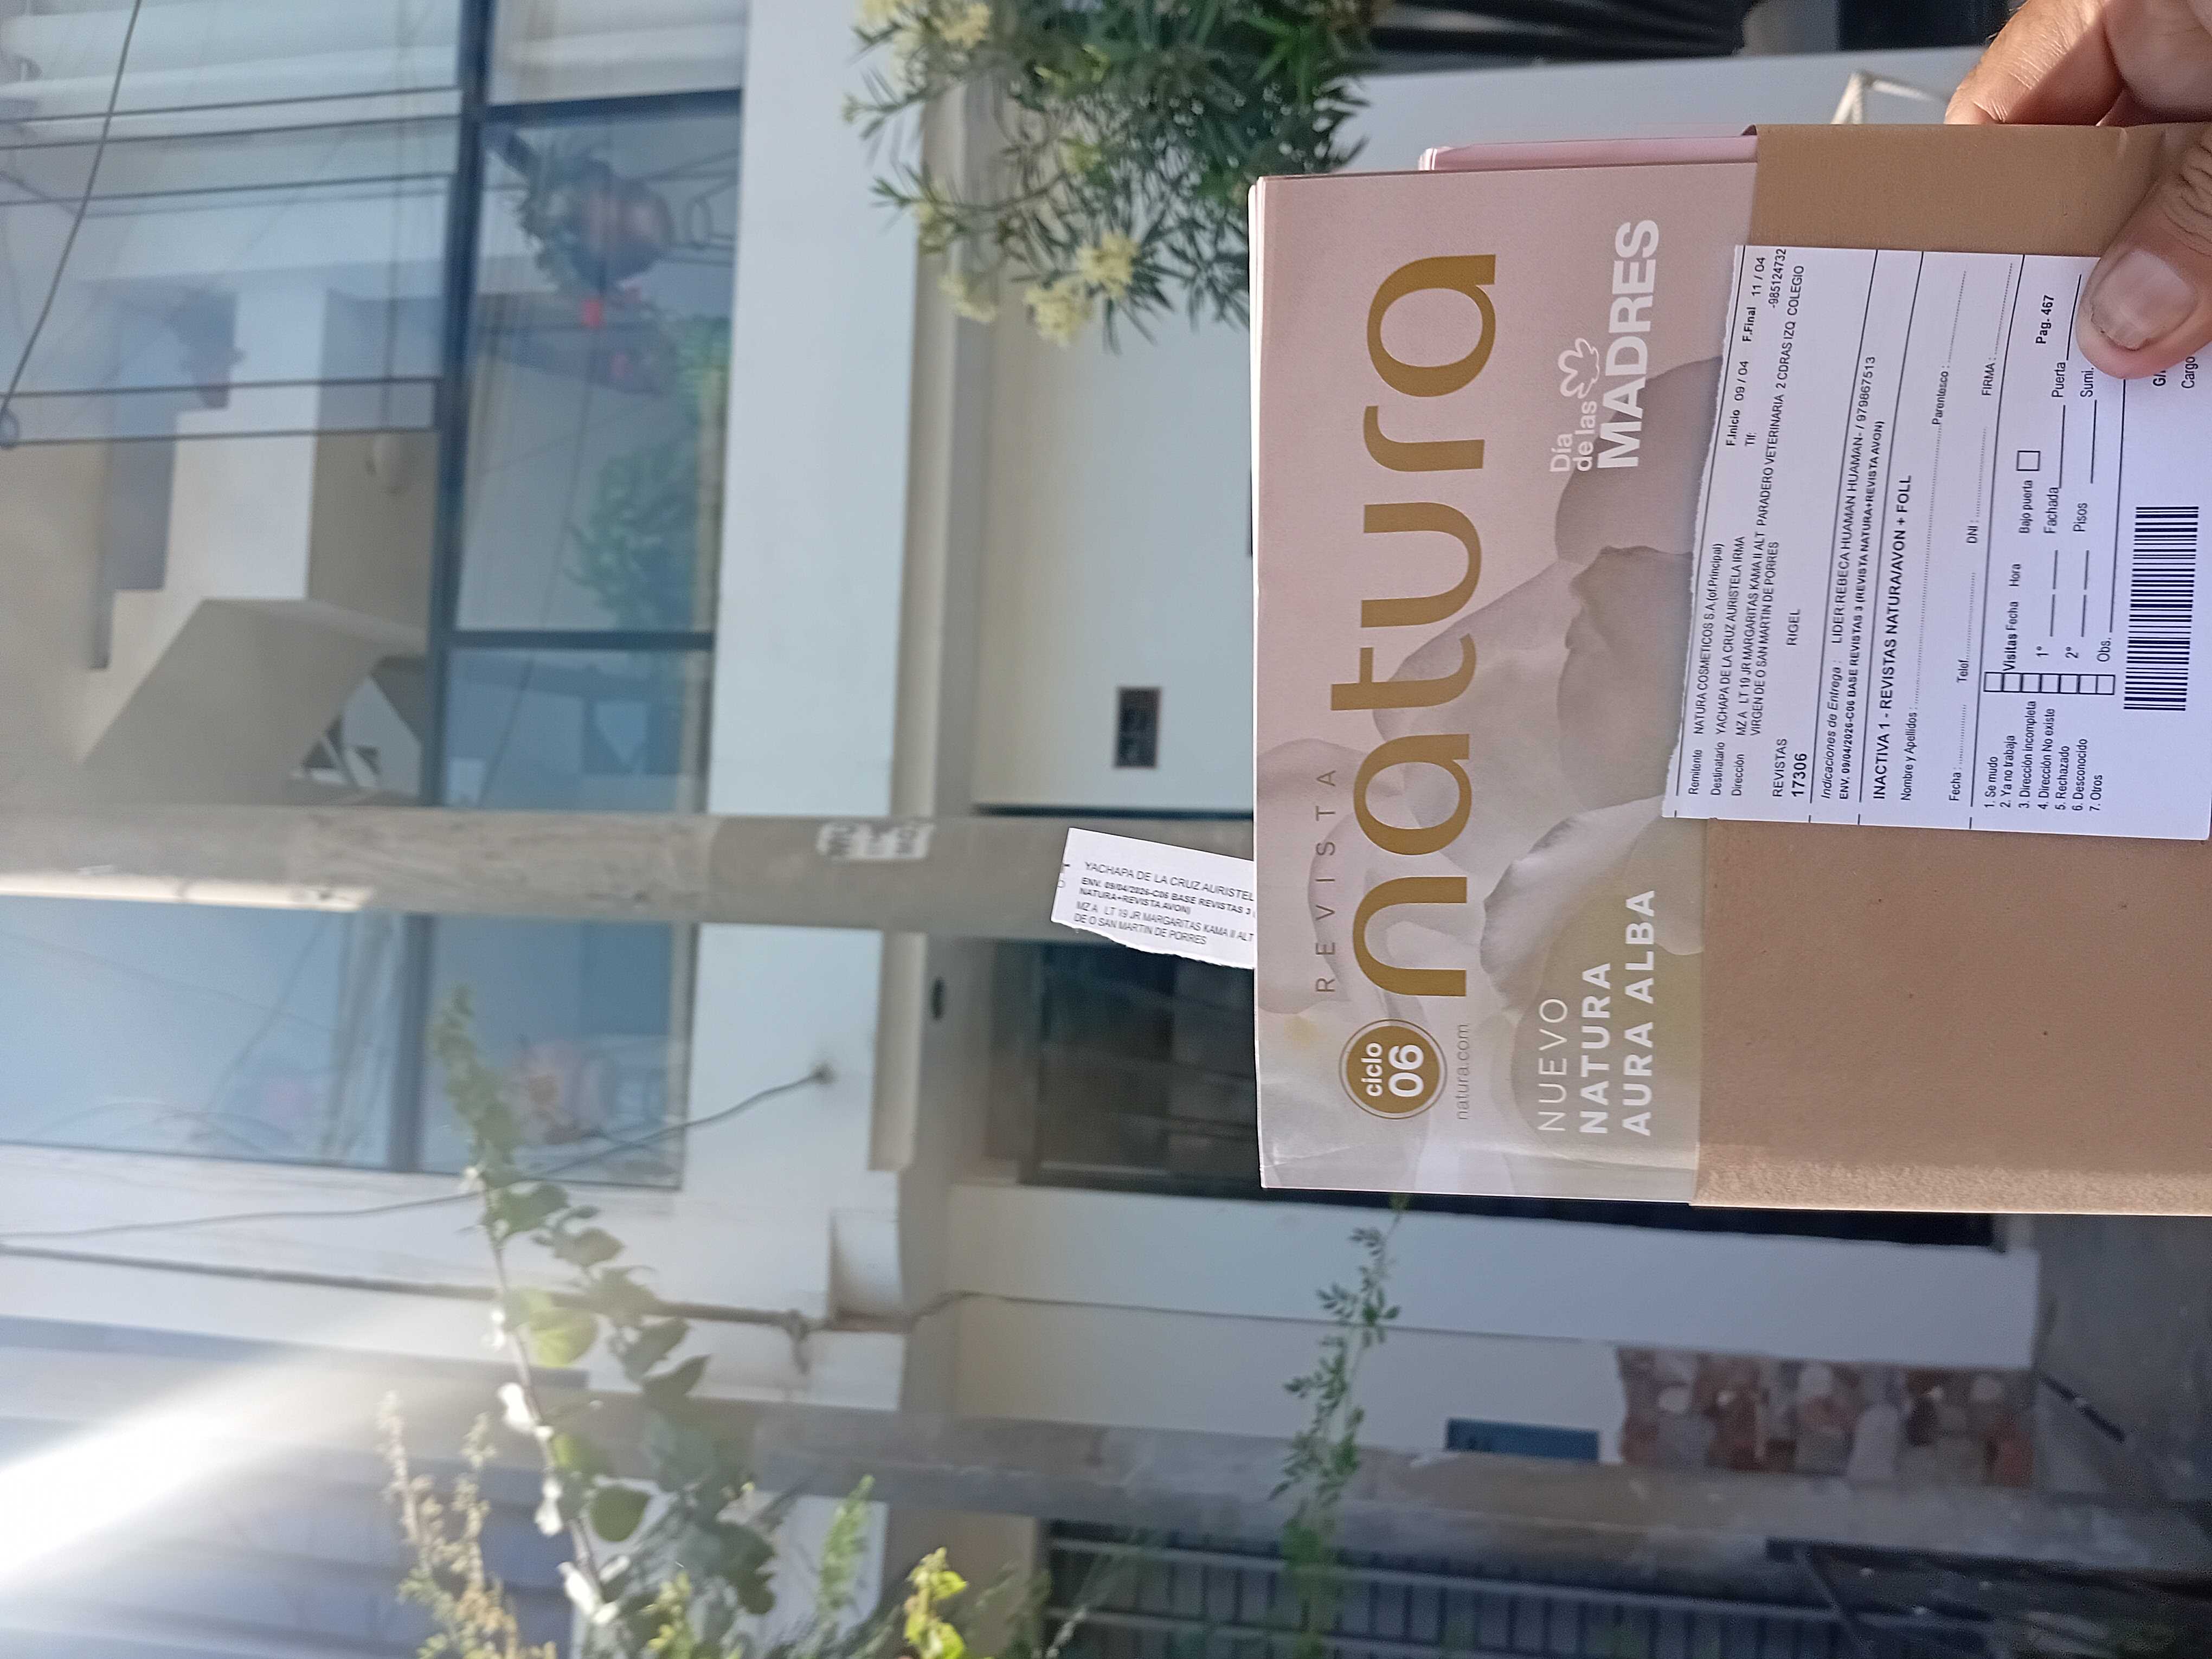 YACHAPA DE LA CRUZ AURISTEL
ENV. 09/04/2026-C06 BASE REVISTAS 3
NATURA+REVISTA AVON)
MZ A LT 19 JR MARGARITAS KAMA II ALT
DE O SAN MARTIN DE PORRES
REVISTA
natura
ciclo
06
natura.com
Día
de las
MADRES
NUEVO
NATURA
AURA ALBA
Remitente NATURA COSMETICOS S.A.(of.Principal) F.Inicio 09 / 04 F.Final 11 / 04
Destinatario YACHAPA DE LA CRUZ AURISTELA IRMA Tlf: -985124732
Dirección MZ A LT 19 JR MARGARITAS KAMA II ALT PARADERO VETERINARIA 2 CDRAS IZQ COLEGIO
VIRGEN DE O SAN MARTIN DE PORRES
REVISTAS
17306 RIGEL
Indicaciones de Entrega : LIDER:REBECA HUAMAN HUAMAN- / 979867513
ENV. 09/04/2026-C06 BASE REVISTAS 3 (REVISTA NATURA+REVISTA AVON)
INACTIVA 1 - REVISTAS NATURA/AVON + FOLL
Nombre y Apellidos : Parentesco :
Fecha : Telef. DNI : FIRMA :
1. Se mudo
2. Ya no trabaja
3. Dirección Incompleta
4. Dirección No existe
5. Rechazado
6. Desconocido
7. Otros
Visitas Fecha Hora Bajo puerta Pag. 467
1° Fachada Puerta
2° Pisos Sumi.
Obs.
Cargo